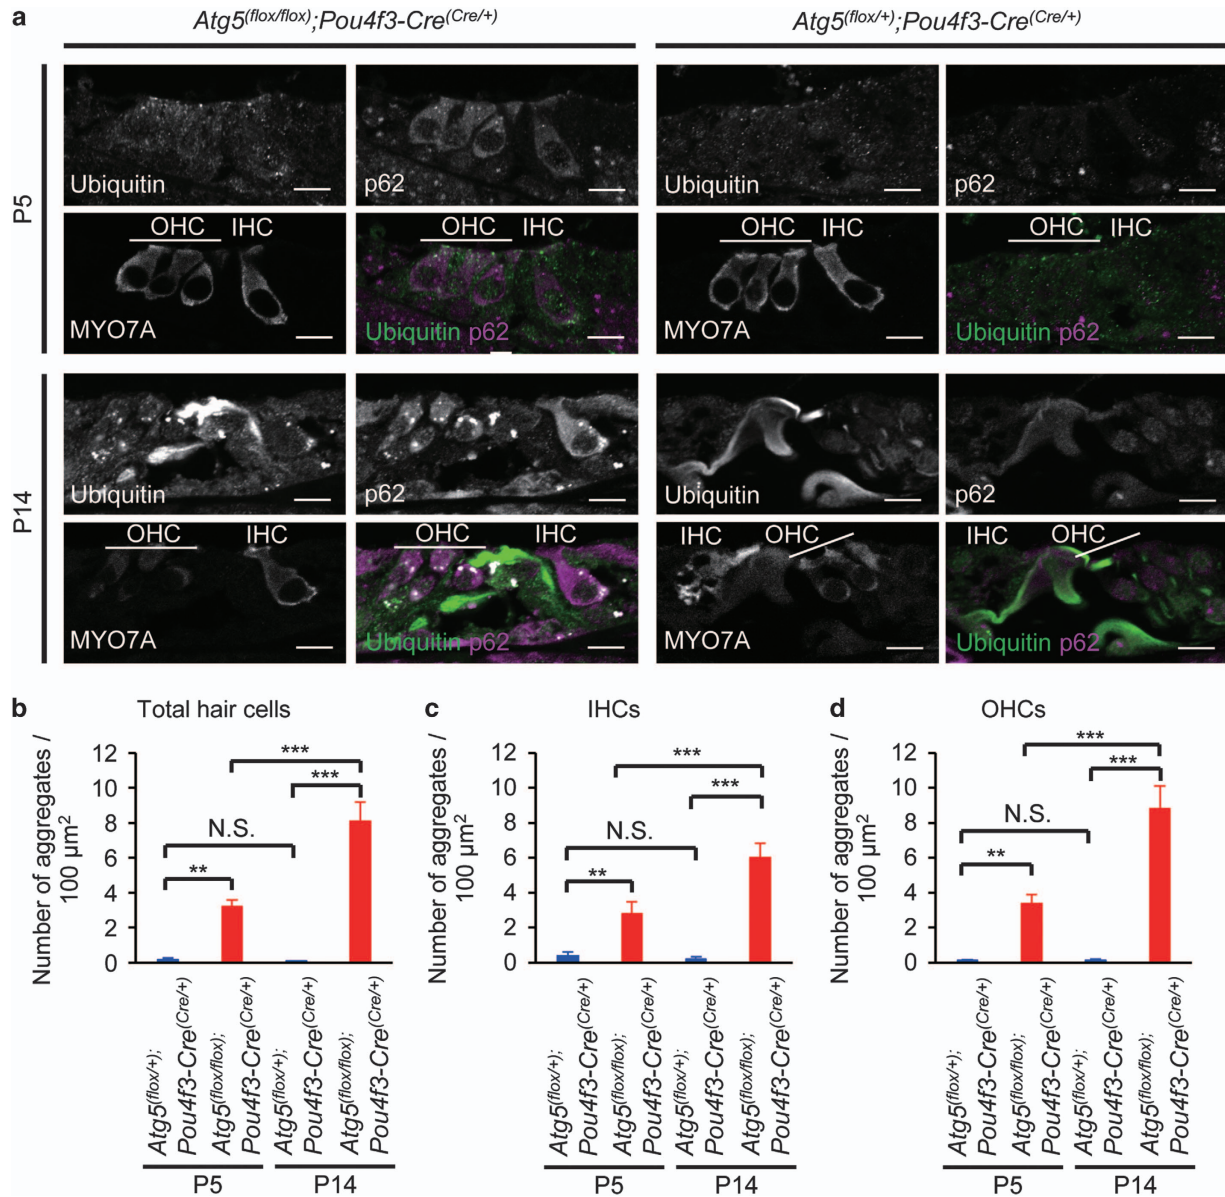 a
Atg5(flox/flox);Pou4f3-Cre(Cre/+)
Atg5(flox/+);Pou4f3-Cre(Cre/+)
P5
Ubiquitin
p62
Ubiquitin
p62
OHC IHC
OHC IHC
OHC IHC
OHC IHC
MYO7A
Ubiquitin p62
MYO7A
Ubiquitin p62
P14
Ubiquitin
p62
Ubiquitin
p62
OHC IHC
OHC IHC
IHC OHC
IHC OHC
MYO7A
Ubiquitin p62
MYO7A
Ubiquitin p62
b
Total hair cells
Number of aggregates /
100 µm2
12
10
8
6
4
2
0
***
***
N.S.
**
Atg5(flox/+);
Pou4f3-Cre(Cre/+)
Atg5(flox/flox);
Pou4f3-Cre(Cre/+)
Atg5(flox/+);
Pou4f3-Cre(Cre/+)
Atg5(flox/flox);
Pou4f3-Cre(Cre/+)
P5
P14
c
IHCs
Number of aggregates /
100 µm2
12
10
8
6
4
2
0
***
***
N.S.
**
Atg5(flox/+);
Pou4f3-Cre(Cre/+)
Atg5(flox/flox);
Pou4f3-Cre(Cre/+)
Atg5(flox/+);
Pou4f3-Cre(Cre/+)
Atg5(flox/flox);
Pou4f3-Cre(Cre/+)
P5
P14
d
OHCs
Number of aggregates /
100 µm2
12
10
8
6
4
2
0
***
***
N.S.
**
Atg5(flox/+);
Pou4f3-Cre(Cre/+)
Atg5(flox/flox);
Pou4f3-Cre(Cre/+)
Atg5(flox/+);
Pou4f3-Cre(Cre/+)
Atg5(flox/flox);
Pou4f3-Cre(Cre/+)
P5
P14